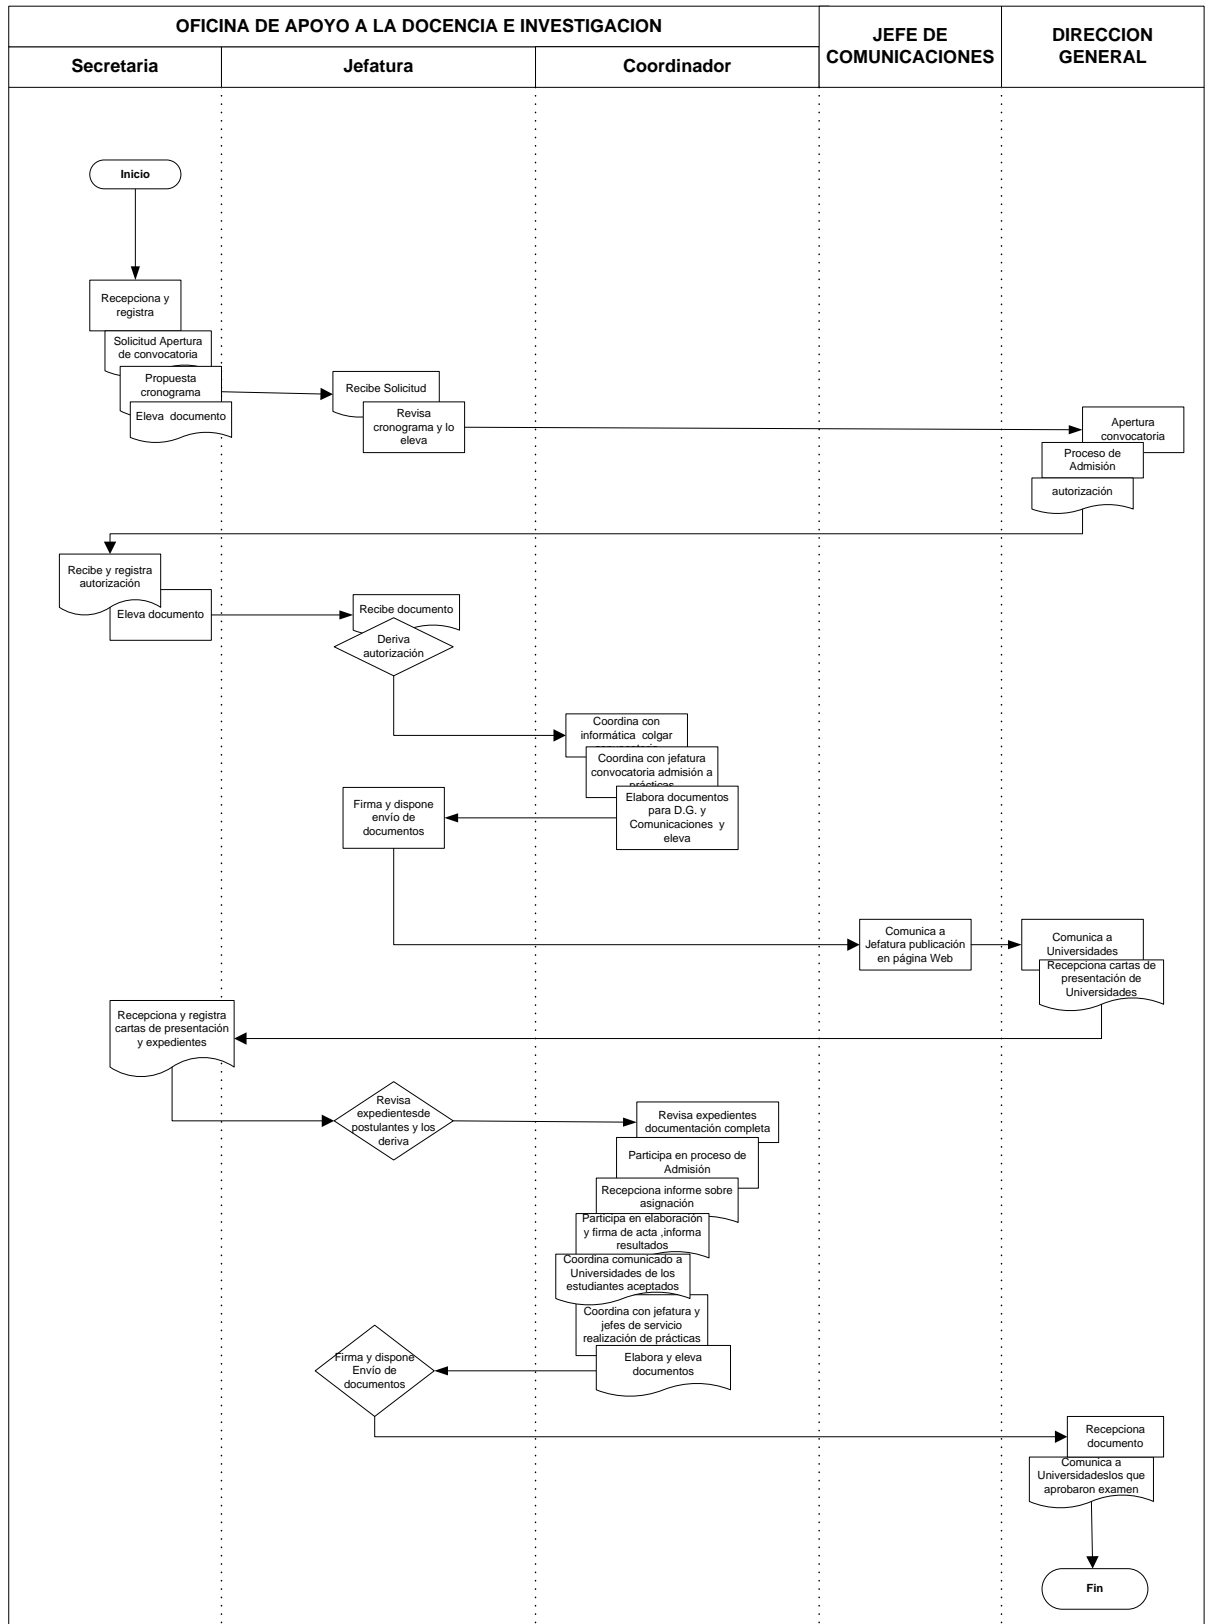 OFICINA DE APOYO A LA DOCENCIA E INVESTIGACION
JEFE DE
COMUNICACIONES
DIRECCION
GENERAL
Secretaria
Jefatura
Coordinador
Inicio
Recepciona y
registra
Solicitud Apertura
de convocatoria
Propuesta
cronograma
Eleva documento
Recibe Solicitud
Revisa
cronograma y lo
eleva
Apertura
convocatoria
Proceso de
Admisión
autorización
Recibe y registra
autorización
Eleva documento
Recibe documento
Deriva
autorización
Coordina con
informática colgar
Coordina con jefatura
convocatoria admisión a
prácticas
Elabora documentos
para D.G. y
Comunicaciones y
eleva
Firma y dispone
envío de
documentos
Comunica a
Jefatura publicación
en página Web
Comunica a
Universidades
Recepciona cartas de
presentación de
Universidades
Recepciona y registra
cartas de presentación
y expedientes
Revisa
expedientesde
postulantes y los
deriva
Revisa expedientes
documentación completa
Participa en proceso de
Admisión
Recepciona informe sobre
asignación
Participa en elaboración
y firma de acta ,informa
resultados
Coordina comunicado a
Universidades de los
estudiantes aceptados
Coordina con jefatura y
jefes de servicio
realización de prácticas
Elabora y eleva
documentos
Firma y dispone
Envío de
documentos
Recepciona
documento
Comunica a
Universidadeslos que
aprobaron examen
Fin